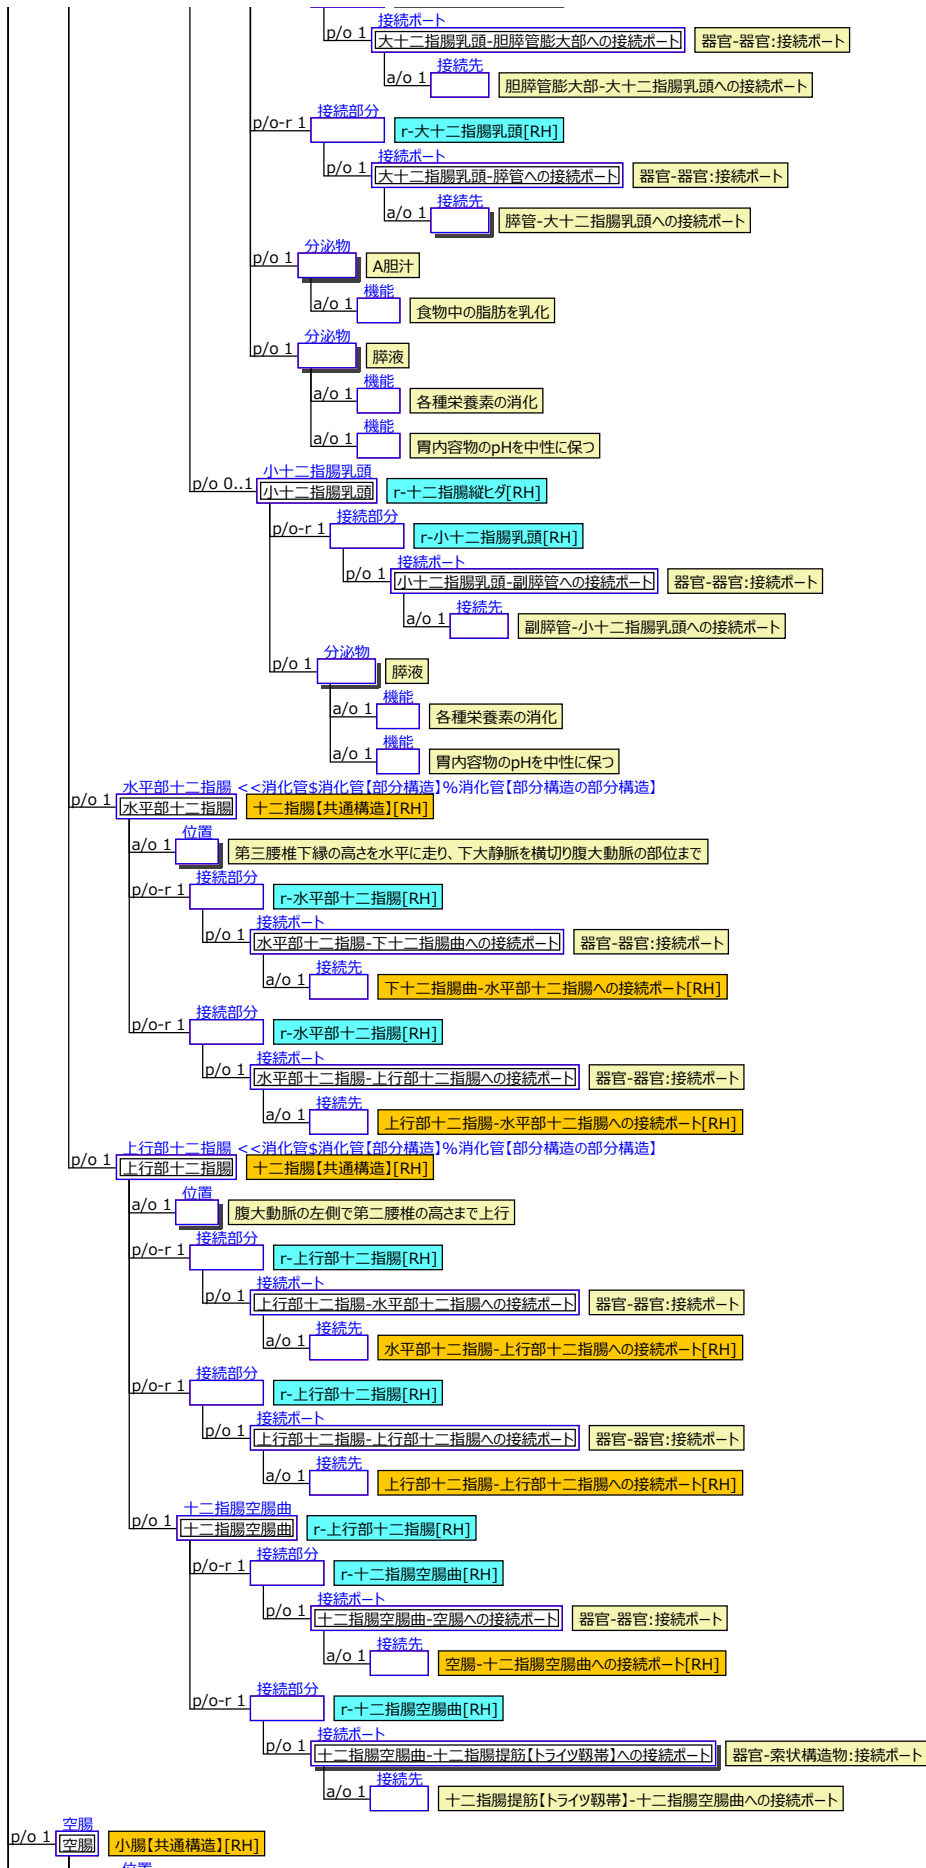 接続ポート
p/o 1 大十二指腸乳頭-胆膵管膨大部への接続ポート 器官-器官:接続ポート
接続先
a/o 1 胆膵管膨大部-大十二指腸乳頭への接続ポート
接続部分
p/o-r 1 r-大十二指腸乳頭[RH]
接続ポート
p/o 1 大十二指腸乳頭-膵管への接続ポート 器官-器官:接続ポート
接続先
a/o 1 膵管-大十二指腸乳頭への接続ポート
分泌物
p/o 1 A胆汁
機能
a/o 1 食物中の脂肪を乳化
分泌物
p/o 1 膵液
機能
a/o 1 各種栄養素の消化
機能
a/o 1 胃内容物のpHを中性に保つ
小十二指腸乳頭
p/o 0..1 小十二指腸乳頭 r-十二指腸縦ヒダ[RH]
接続部分
p/o-r 1 r-小十二指腸乳頭[RH]
接続ポート
p/o 1 小十二指腸乳頭-副膵管への接続ポート 器官-器官:接続ポート
接続先
a/o 1 副膵管-小十二指腸乳頭への接続ポート
分泌物
p/o 1 膵液
機能
a/o 1 各種栄養素の消化
機能
a/o 1 胃内容物のpHを中性に保つ
水平部十二指腸 <<消化管$消化管【部分構造】%消化管【部分構造の部分構造】
p/o 1 水平部十二指腸 十二指腸【共通構造】[RH]
位置
a/o 1 第三腰椎下縁の高さを水平に走り、下大静脈を横切り腹大動脈の部位まで
接続部分
p/o-r 1 r-水平部十二指腸[RH]
接続ポート
p/o 1 水平部十二指腸-下十二指腸曲への接続ポート 器官-器官:接続ポート
接続先
a/o 1 下十二指腸曲-水平部十二指腸への接続ポート[RH]
接続部分
p/o-r 1 r-水平部十二指腸[RH]
接続ポート
p/o 1 水平部十二指腸-上行部十二指腸への接続ポート 器官-器官:接続ポート
接続先
a/o 1 上行部十二指腸-水平部十二指腸への接続ポート[RH]
上行部十二指腸 <<消化管$消化管【部分構造】%消化管【部分構造の部分構造】
p/o 1 上行部十二指腸 十二指腸【共通構造】[RH]
位置
a/o 1 腹大動脈の左側で第二腰椎の高さまで上行
接続部分
p/o-r 1 r-上行部十二指腸[RH]
接続ポート
p/o 1 上行部十二指腸-水平部十二指腸への接続ポート 器官-器官:接続ポート
接続先
a/o 1 水平部十二指腸-上行部十二指腸への接続ポート[RH]
接続部分
p/o-r 1 r-上行部十二指腸[RH]
接続ポート
p/o 1 上行部十二指腸-上行部十二指腸への接続ポート 器官-器官:接続ポート
接続先
a/o 1 上行部十二指腸-上行部十二指腸への接続ポート[RH]
十二指腸空腸曲
p/o 1 十二指腸空腸曲 r-上行部十二指腸[RH]
接続部分
p/o-r 1 r-十二指腸空腸曲[RH]
接続ポート
p/o 1 十二指腸空腸曲-空腸への接続ポート 器官-器官:接続ポート
接続先
a/o 1 空腸-十二指腸空腸曲への接続ポート[RH]
接続部分
p/o-r 1 r-十二指腸空腸曲[RH]
接続ポート
p/o 1 十二指腸空腸曲-十二指腸提筋【トライツ靱帯】への接続ポート 器官-索状構造物:接続ポート
接続先
a/o 1 十二指腸提筋【トライツ靱帯】-十二指腸空腸曲への接続ポート
空腸
p/o 1 空腸 小腸【共通構造】[RH]
位置